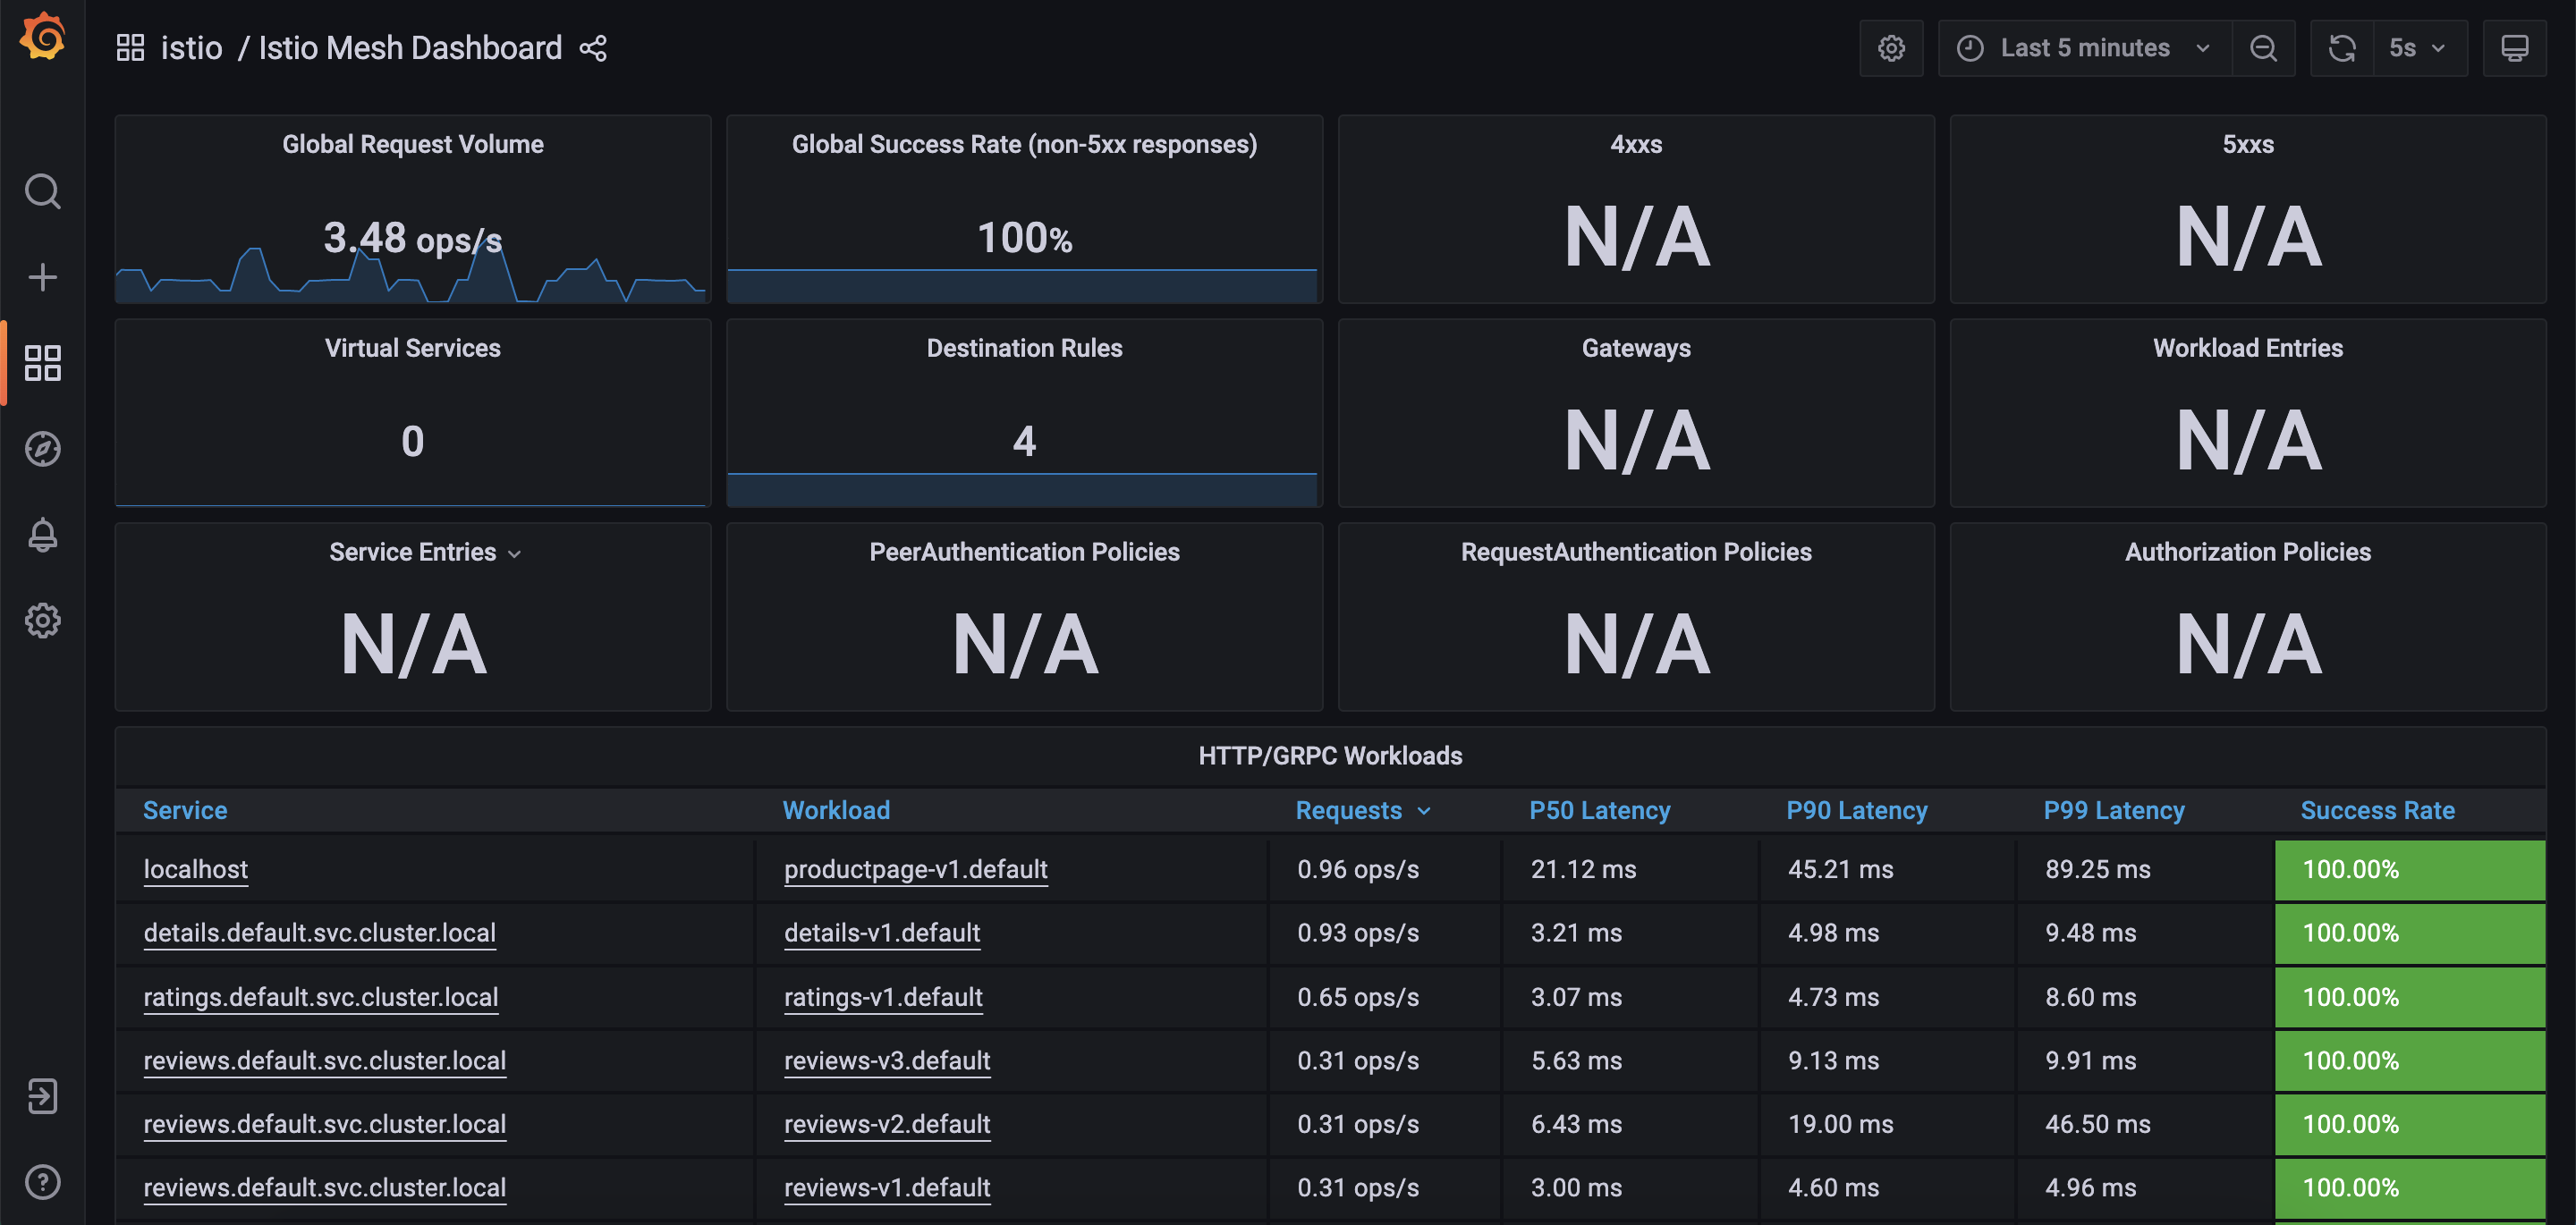 istio / Istio Mesh Dashboard
Last 5 minutes
5s
Global Request Volume
3.48 ops/s
Global Success Rate (non-5xx responses)
100%
4xxs
N/A
5xxs
N/A
Virtual Services
0
Destination Rules
4
Gateways
N/A
Workload Entries
N/A
Service Entries
N/A
PeerAuthentication Policies
N/A
RequestAuthentication Policies
N/A
Authorization Policies
N/A
HTTP/GRPC Workloads
Service Workload Requests P50 Latency P90 Latency P99 Latency Success Rate
localhost productpage-v1.default 0.96 ops/s 21.12 ms 45.21 ms 89.25 ms 100.00%
details.default.svc.cluster.local details-v1.default 0.93 ops/s 3.21 ms 4.98 ms 9.48 ms 100.00%
ratings.default.svc.cluster.local ratings-v1.default 0.65 ops/s 3.07 ms 4.73 ms 8.60 ms 100.00%
reviews.default.svc.cluster.local reviews-v3.default 0.31 ops/s 5.63 ms 9.13 ms 9.91 ms 100.00%
reviews.default.svc.cluster.local reviews-v2.default 0.31 ops/s 6.43 ms 19.00 ms 46.50 ms 100.00%
reviews.default.svc.cluster.local reviews-v1.default 0.31 ops/s 3.00 ms 4.60 ms 4.96 ms 100.00%